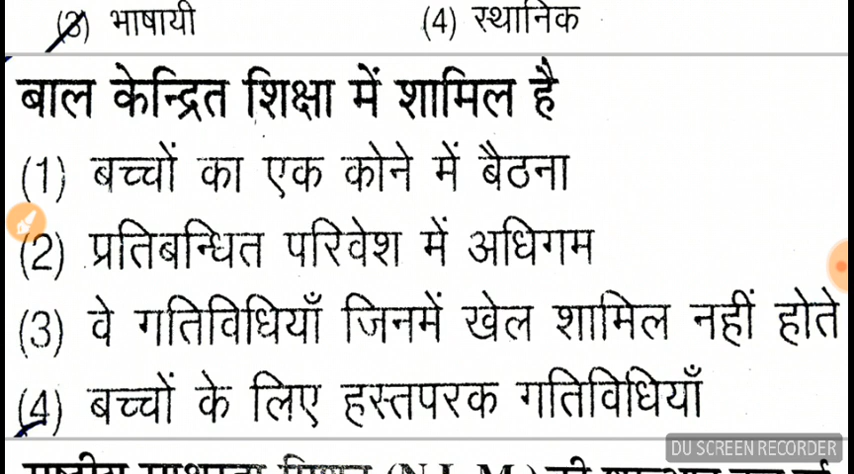 (3) भाषायी (4) स्थानिक
बाल केन्द्रित शिक्षा में शामिल है
(1) बच्चों का एक कोने में बैठना
(2) प्रतिबन्धित परिवेश में अधिगम
(3) वे गतिविधियाँ जिनमें खेल शामिल नहीं होते
(4) बच्चों के लिए हस्तपरक गतिविधियाँ
DU SCREEN RECORDER